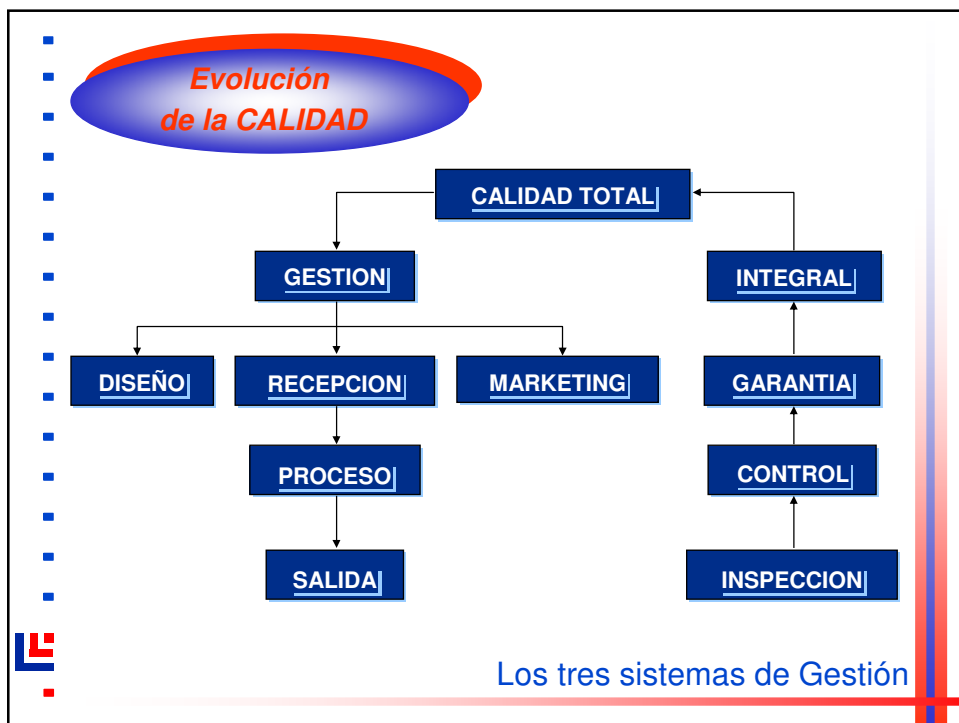 Evolución
de la CALIDAD
CALIDAD TOTAL
GESTION
INTEGRAL
DISEÑO
RECEPCION
MARKETING
GARANTIA
PROCESO
CONTROL
SALIDA
INSPECCION
Los tres sistemas de Gestión